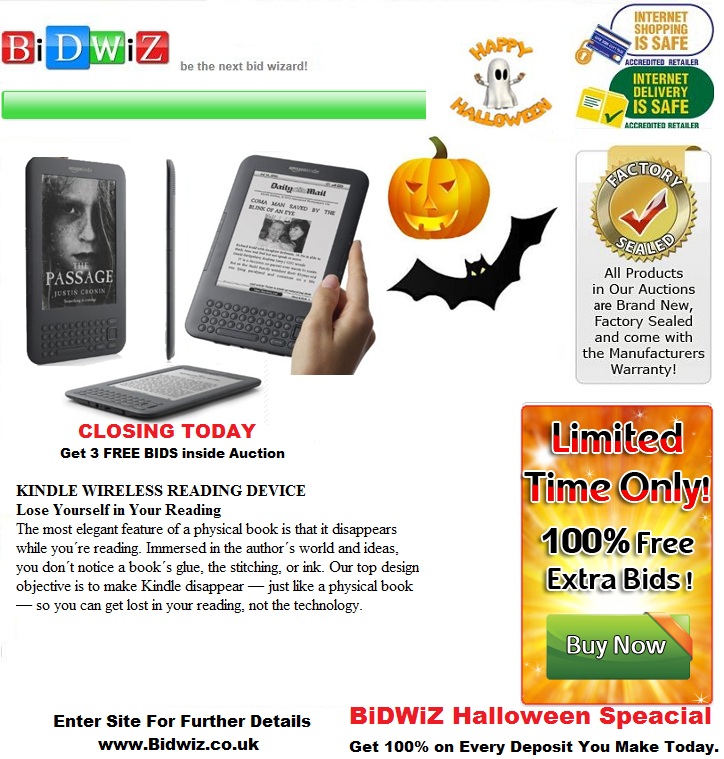 BiDWiZ
be the next bid wizard!
HAPPY
HALLOWEEN
INTERNET
SHOPPING
IS SAFE
ACCREDITED RETAILER
INTERNET
DELIVERY
IS SAFE
ACCREDITED RETAILER
amazonkindle
THE
PASSAGE
JUSTIN CRONIN
amazonkindle
Daily Mail
COMA MAN SAVED BY THE
BLINK OF AN EYE
FACTORY
SEALED
All Products
in Our Auctions
are Brand New,
Factory Sealed
and come with
the Manufacturers
Warranty!
CLOSING TODAY
Get 3 FREE BIDS inside Auction
KINDLE WIRELESS READING DEVICE
Lose Yourself in Your Reading
The most elegant feature of a physical book is that it disappears
while you´re reading. Immersed in the author´s world and ideas,
you don´t notice a book´s glue, the stitching, or ink. Our top design
objective is to make Kindle disappear — just like a physical book
— so you can get lost in your reading, not the technology.
Limited
Time Only!
100% Free
Extra Bids !
Buy Now
Enter Site For Further Details
www.Bidwiz.co.uk
BiDWiZ Halloween Speacial
Get 100% on Every Deposit You Make Today.